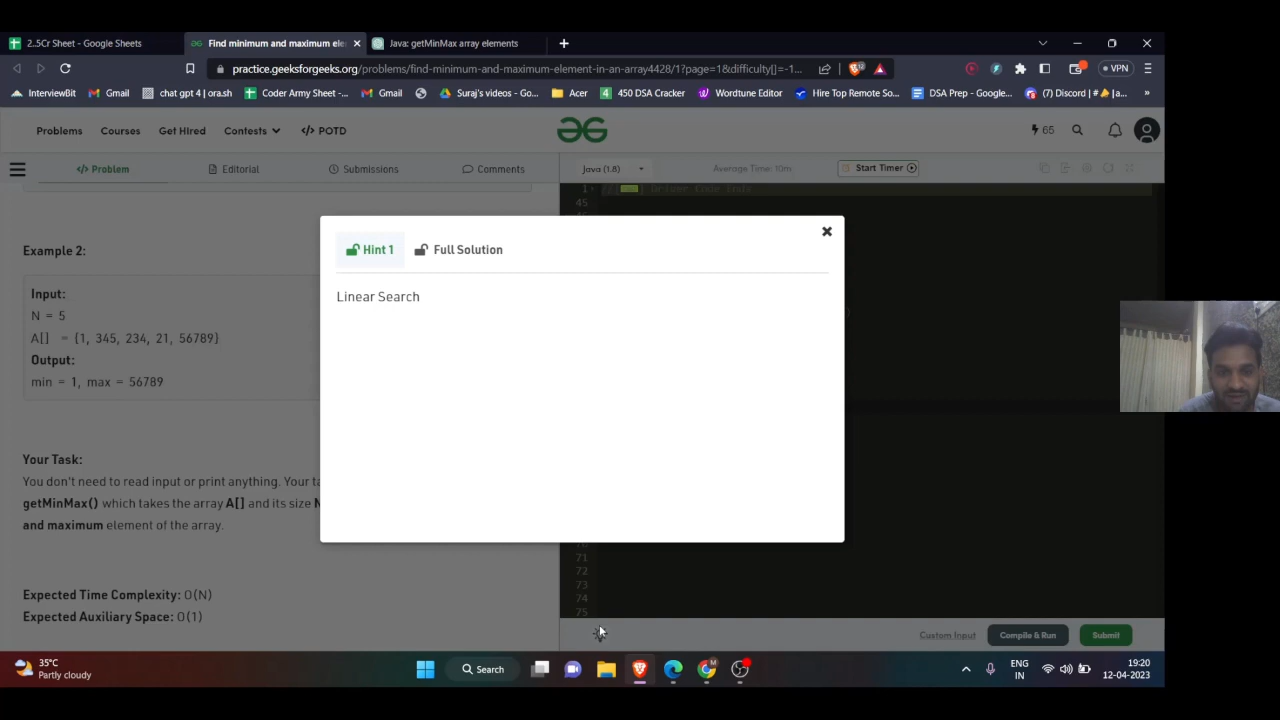 2..5Cr Sheet - Google Sheets
Find minimum and maximum ele
Java: getMinMax array elements
practice.geeksforgeeks.org/problems/find-minimum-and-maximum-element-in-an-array4428/1?page=1&difficulty[]=-1...
VPN
InterviewBit
Gmail
chat gpt 4 | ora.sh
Coder Army Sheet -...
Gmail
Suraj's videos - Go...
Acer
450 DSA Cracker
Wordtune Editor
Hire Top Remote So...
DSA Prep - Google...
(7) Discord | #
Problems
Courses
Get Hired
Contests
</> POTD
65
</> Problem
Editorial
Submissions
Comments
Java (1.8)
Average Time: 10m
Start Timer
1
} Driver Code Ends
45
Example 2:
Input:
N = 5
A[] = {1, 345, 234, 21, 56789}
Output:
min = 1, max = 56789
Hint 1
Full Solution
Linear Search
Your Task:
You don't need to read input or print anything. Your ta
getMinMax() which takes the array A[] and its size N
and maximum element of the array.
Expected Time Complexity: O(N)
Expected Auxiliary Space: O(1)
71
72
73
74
75
Custom Input
Compile & Run
Submit
35°C
Partly cloudy
Search
ENG
IN
19:20
12-04-2023